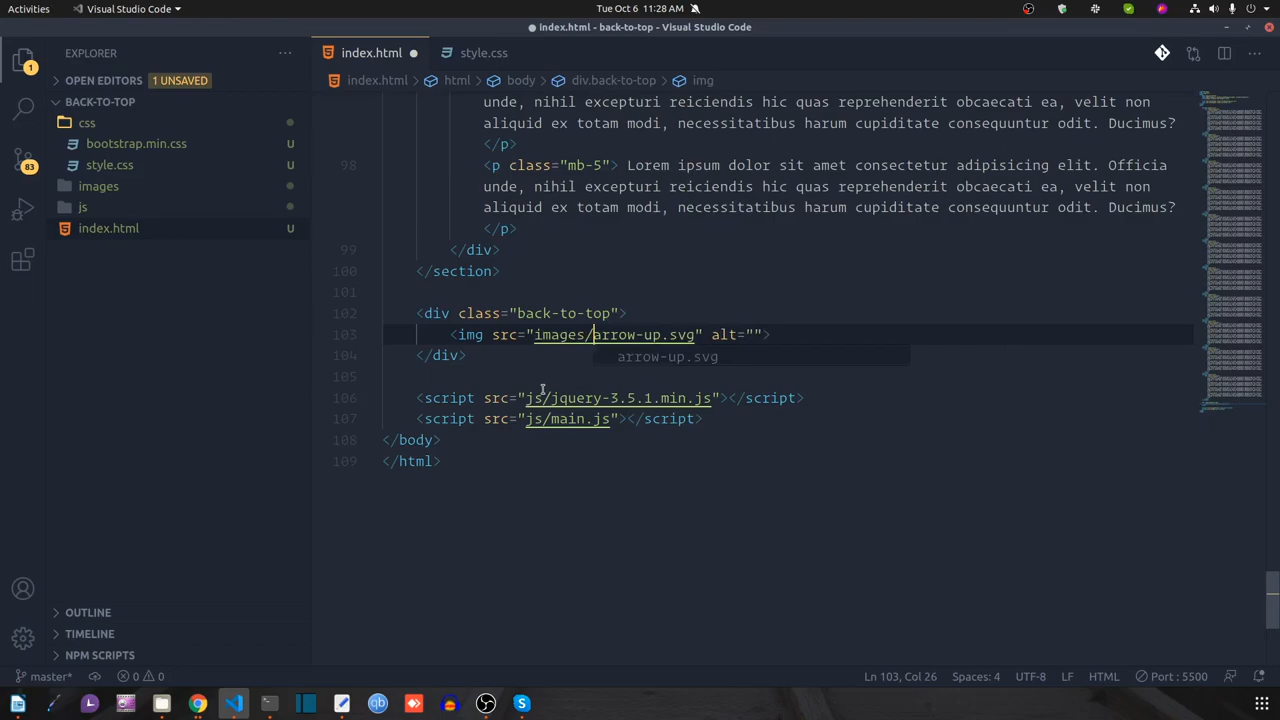 Activities
Visual Studio Code
Tue Oct 6 11:28 AM
index.html - back-to-top - Visual Studio Code
EXPLORER
OPEN EDITORS 1 UNSAVED
BACK-TO-TOP
css
bootstrap.min.css U
style.css U
images
js
index.html U
OUTLINE
TIMELINE
NPM SCRIPTS
1
83
index.html
style.css
index.html > html > body > div.back-to-top > img
unde, nihil excepturi reiciendis hic quas reprehenderit occaecati ea, velit non
aliquid ex totam modi, necessitatibus harum cupiditate consequuntur odit. Ducimus?
</p>
98 <p class="mb-5"> Lorem ipsum dolor sit amet consectetur adipisicing elit. Officia
unde, nihil excepturi reiciendis hic quas reprehenderit occaecati ea, velit non
aliquid ex totam modi, necessitatibus harum cupiditate consequuntur odit. Ducimus?
</p>
99 </div>
100 </section>
101
102 <div class="back-to-top">
103 <img src="images/arrow-up.svg" alt="">
104 </div>
arrow-up.svg
105
106 <script src="js/jquery-3.5.1.min.js"></script>
107 <script src="js/main.js"></script>
108 </body>
109 </html>
master*
0 0
Ln 103, Col 26
Spaces: 4
UTF-8
LF
HTML
Port : 5500
qb